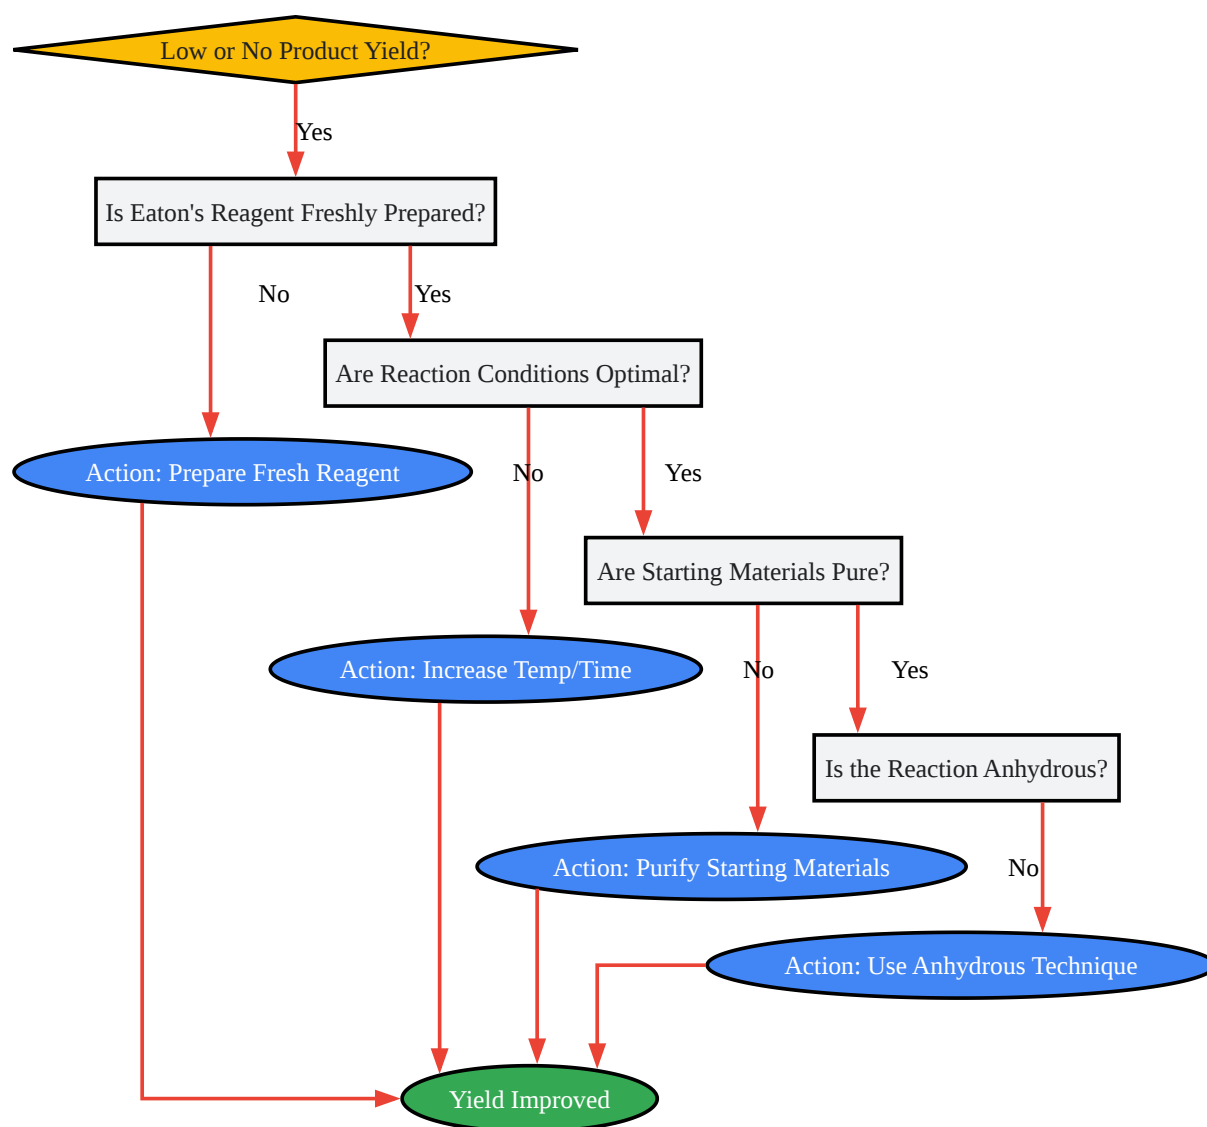 Low or No Product Yield?
Yes
Is Eaton's Reagent Freshly Prepared?
No
Yes
Are Reaction Conditions Optimal?
Action: Prepare Fresh Reagent
No
Yes
Are Starting Materials Pure?
Action: Increase Temp/Time
No
Yes
Is the Reaction Anhydrous?
Action: Purify Starting Materials
No
Action: Use Anhydrous Technique
Yield Improved